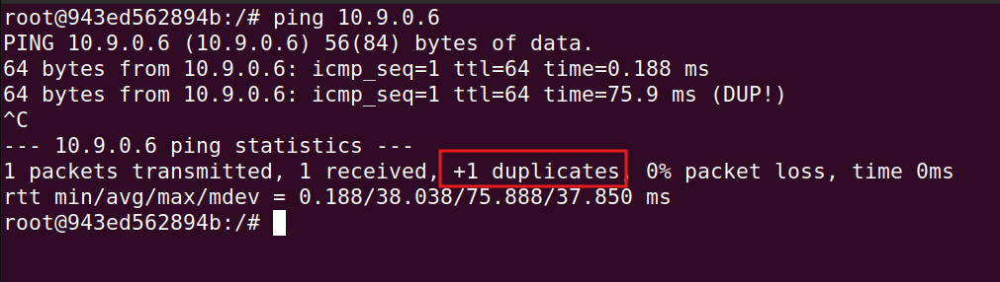 root@943ed562894b:/# ping 10.9.0.6
PING 10.9.0.6 (10.9.0.6) 56(84) bytes of data.
64 bytes from 10.9.0.6: icmp_seq=1 ttl=64 time=0.188 ms
64 bytes from 10.9.0.6: icmp_seq=1 ttl=64 time=75.9 ms (DUP!)
^C
--- 10.9.0.6 ping statistics ---
1 packets transmitted, 1 received, +1 duplicates, 0% packet loss, time 0ms
rtt min/avg/max/mdev = 0.188/38.038/75.888/37.850 ms
root@943ed562894b:/#